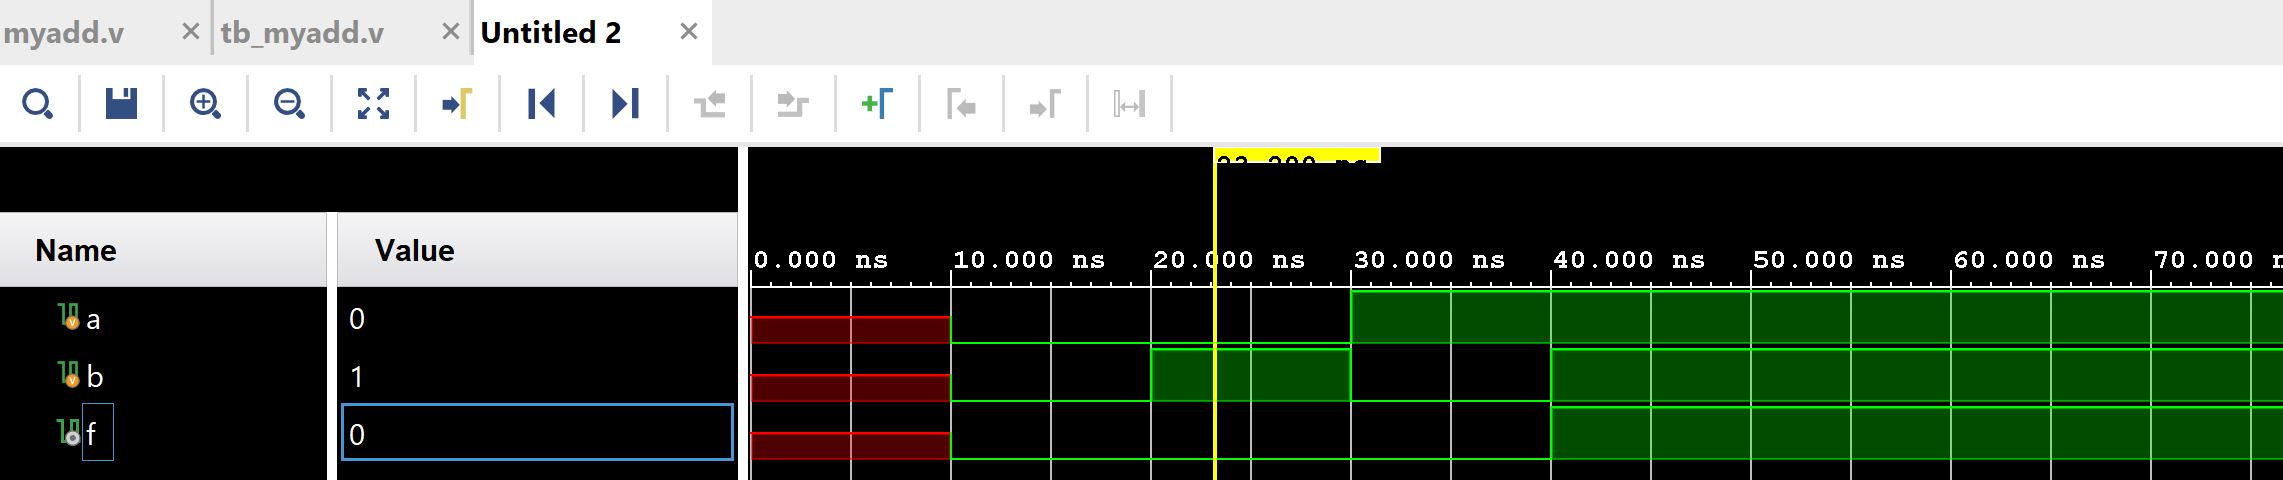 myadd.v tb_myadd.v Untitled 2
Name Value
0.000 ns 10.000 ns 20.000 ns 30.000 ns 40.000 ns 50.000 ns 60.000 ns 70.000
a 0
b 1
f 0